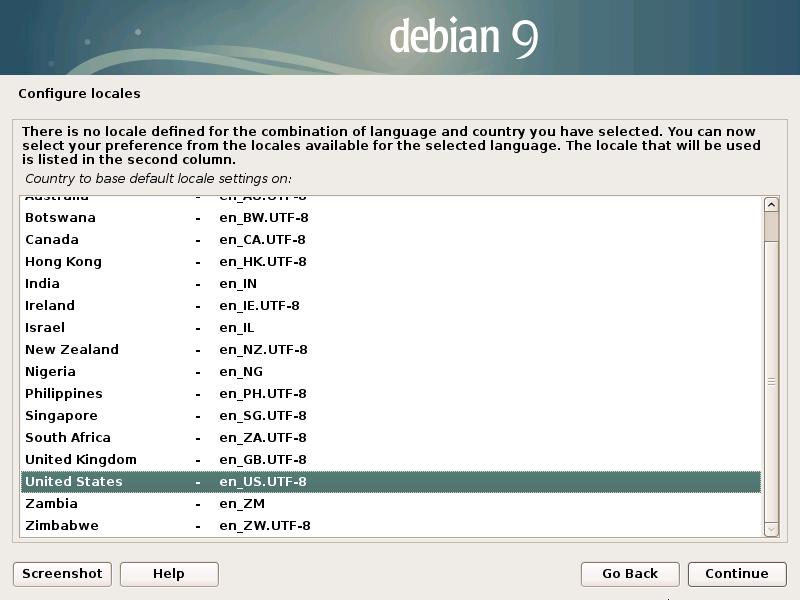 debian 9
Configure locales
There is no locale defined for the combination of language and country you have selected. You can now
select your preference from the locales available for the selected language. The locale that will be used
is listed in the second column.
Country to base default locale settings on:
Australia - en_AU.UTF-8
Botswana - en_BW.UTF-8
Canada - en_CA.UTF-8
Hong Kong - en_HK.UTF-8
India - en_IN
Ireland - en_IE.UTF-8
Israel - en_IL
New Zealand - en_NZ.UTF-8
Nigeria - en_NG
Philippines - en_PH.UTF-8
Singapore - en_SG.UTF-8
South Africa - en_ZA.UTF-8
United Kingdom - en_GB.UTF-8
United States - en_US.UTF-8
Zambia - en_ZM
Zimbabwe - en_ZW.UTF-8
Screenshot Help Go Back Continue